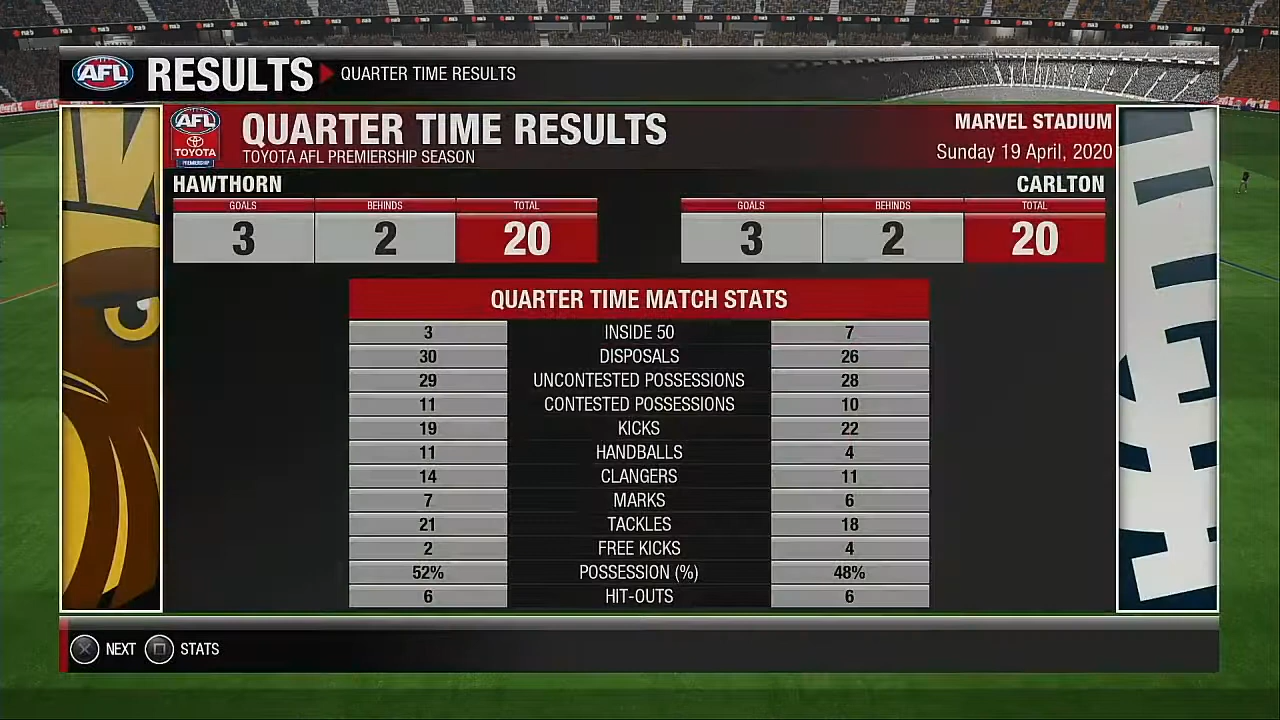 AFL RESULTS QUARTER TIME RESULTS
AFL TOYOTA PREMIERSHIP
QUARTER TIME RESULTS
TOYOTA AFL PREMIERSHIP SEASON
MARVEL STADIUM
Sunday 19 April, 2020
HAWTHORN CARLTON
GOALS BEHINDS TOTAL GOALS BEHINDS TOTAL
3 2 20 3 2 20
QUARTER TIME MATCH STATS
3 INSIDE 50 7
30 DISPOSALS 26
29 UNCONTESTED POSSESSIONS 28
11 CONTESTED POSSESSIONS 10
19 KICKS 22
11 HANDBALLS 4
14 CLANGERS 11
7 MARKS 6
21 TACKLES 18
2 FREE KICKS 4
52% POSSESSION (%) 48%
6 HIT-OUTS 6
NEXT STATS